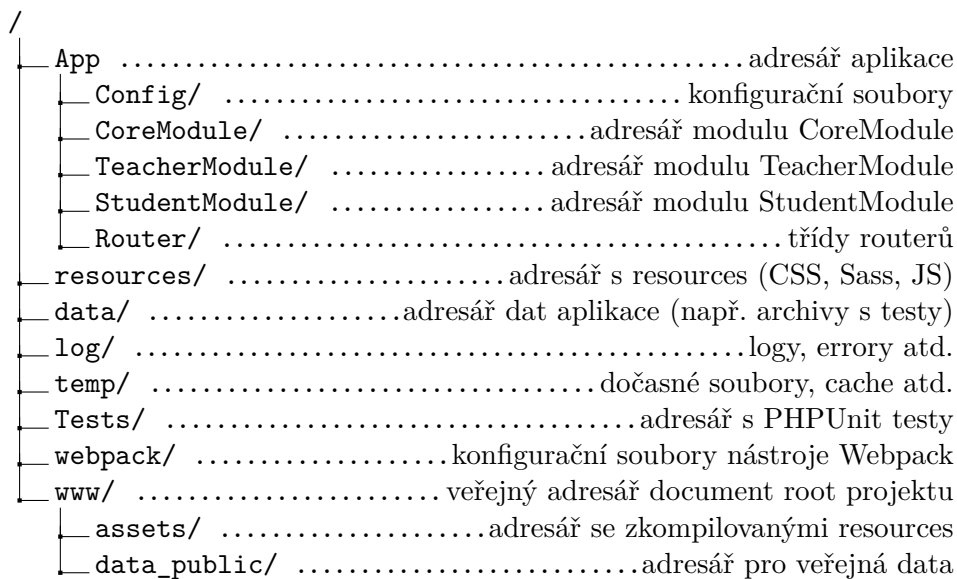 /
App ................................................... adresář aplikace
Config/ .................................... konfigurační soubory
CoreModule/ ........................ adresář modulu CoreModule
TeacherModule/ ................. adresář modulu TeacherModule
StudentModule/ ................. adresář modulu StudentModule
Router/ ............................................ třídy routerů
resources/ ...................... adresář s resources (CSS, Sass, JS)
data/ .................... adresář dat aplikace (např. archivy s testy)
log/ ................................................ logy, errory atd.
temp/ ................................... dočasné soubory, cache atd.
Tests/ ....................................... adresář s PHPUnit testy
webpack/ .................... konfigurační soubory nástroje Webpack
www/ ........................ veřejný adresář document root projektu
assets/ ..................... adresář se zkompilovanými resources
data_public/ ........................... adresář pro veřejná data